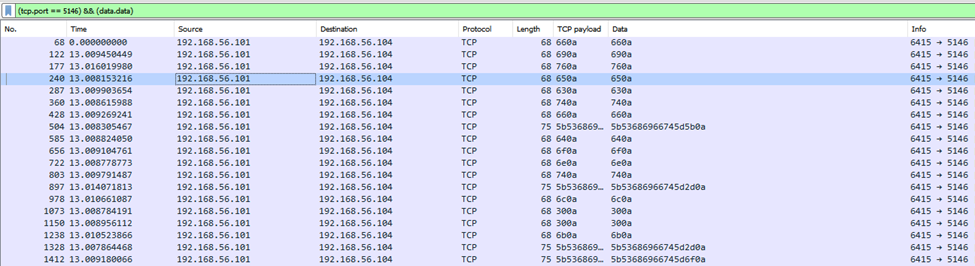 (tcp.port == 5146) && (data.data)
No. Time Source Destination Protocol Length TCP payload Data Info
68 0.000000000 192.168.56.101 192.168.56.104 TCP 68 660a 660a 6415 → 5146
122 13.009450449 192.168.56.101 192.168.56.104 TCP 68 690a 690a 6415 → 5146
177 13.016019980 192.168.56.101 192.168.56.104 TCP 68 760a 760a 6415 → 5146
240 13.008153216 192.168.56.101 192.168.56.104 TCP 68 650a 650a 6415 → 5146
287 13.009903654 192.168.56.101 192.168.56.104 TCP 68 630a 630a 6415 → 5146
360 13.008615988 192.168.56.101 192.168.56.104 TCP 68 740a 740a 6415 → 5146
428 13.009269241 192.168.56.101 192.168.56.104 TCP 68 660a 660a 6415 → 5146
504 13.008305467 192.168.56.101 192.168.56.104 TCP 75 5b53686… 5b53686966745d5b0a 6415 → 5146
585 13.008824050 192.168.56.101 192.168.56.104 TCP 68 640a 640a 6415 → 5146
656 13.009104761 192.168.56.101 192.168.56.104 TCP 68 6f0a 6f0a 6415 → 5146
722 13.008778773 192.168.56.101 192.168.56.104 TCP 68 6e0a 6e0a 6415 → 5146
803 13.009791487 192.168.56.101 192.168.56.104 TCP 68 740a 740a 6415 → 5146
897 13.014071813 192.168.56.101 192.168.56.104 TCP 75 5b53686… 5b53686966745d2d0a 6415 → 5146
978 13.010661087 192.168.56.101 192.168.56.104 TCP 68 6c0a 6c0a 6415 → 5146
1073 13.008784191 192.168.56.101 192.168.56.104 TCP 68 300a 300a 6415 → 5146
1150 13.008956112 192.168.56.101 192.168.56.104 TCP 68 300a 300a 6415 → 5146
1238 13.010523866 192.168.56.101 192.168.56.104 TCP 68 6b0a 6b0a 6415 → 5146
1328 13.007864468 192.168.56.101 192.168.56.104 TCP 75 5b53686… 5b53686966745d2d0a 6415 → 5146
1412 13.009180066 192.168.56.101 192.168.56.104 TCP 75 5b53686… 5b53686966745d6f0a 6415 → 5146